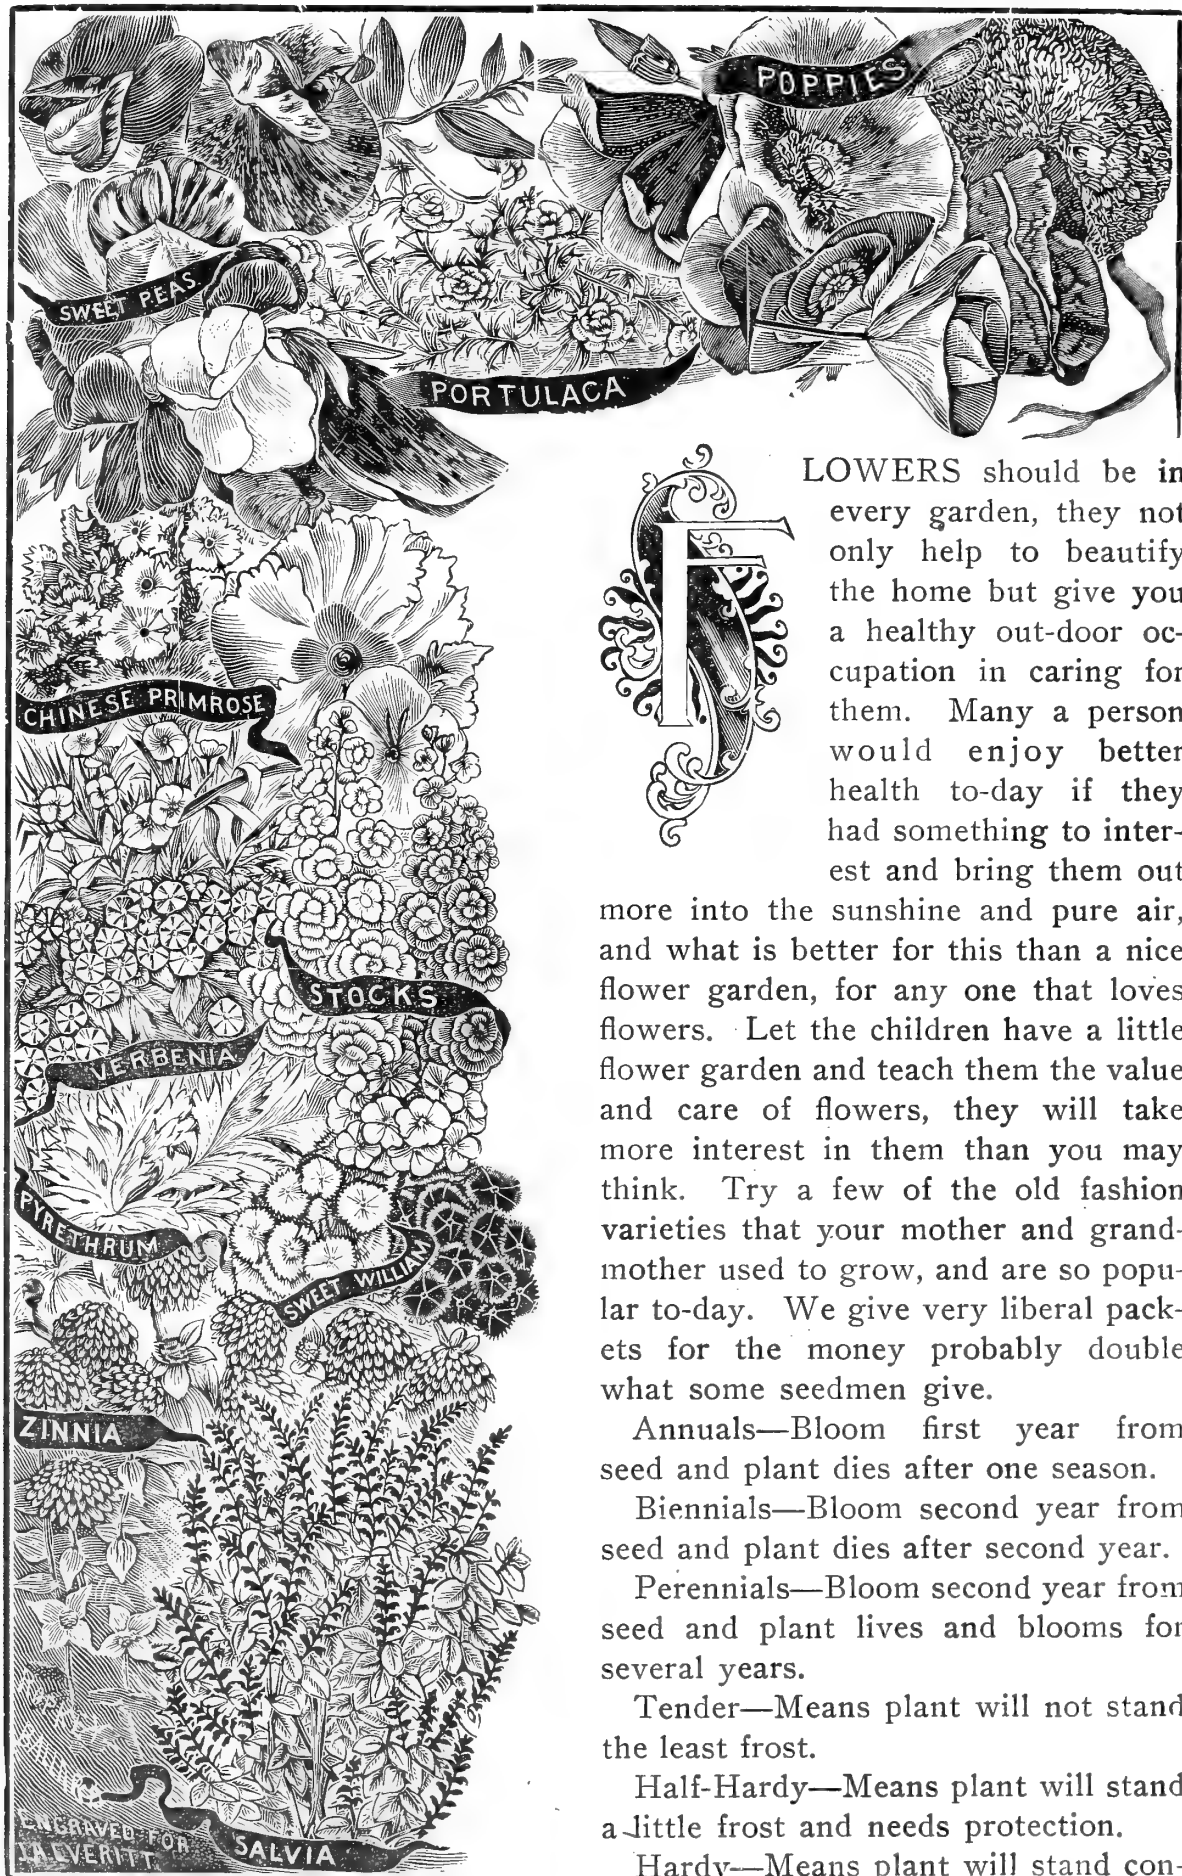 POPPIES
SWEET PEAS.
PORTULACA
CHINESE PRIMROSE
STOCKS
VERBENIA
PYRETHRUM
SWEET WILLIAM
ZINNIA
SALVIA
ENGRAVED FOR
J.A. EVERITT.
FLOWERS should be in
every garden, they not
only help to beautify
the home but give you
a healthy out-door oc-
cupation in caring for
them. Many a person
would enjoy better
health to-day if they
had something to inter-
est and bring them out
more into the sunshine and pure air,
and what is better for this than a nice
flower garden, for any one that loves
flowers. Let the children have a little
flower garden and teach them the value
and care of flowers, they will take
more interest in them than you may
think. Try a few of the old fashion
varieties that your mother and grand-
mother used to grow, and are so popu-
lar to-day. We give very liberal pack-
ets for the money probably double
what some seedmen give.
Annuals—Bloom first year from
seed and plant dies after one season.
Biennials—Bloom second year from
seed and plant dies after second year.
Perennials—Bloom second year from
seed and plant lives and blooms for
several years.
Tender—Means plant will not stand
the least frost.
Half-Hardy—Means plant will stand
a little frost and needs protection.
Hardy—Means plant will stand con-